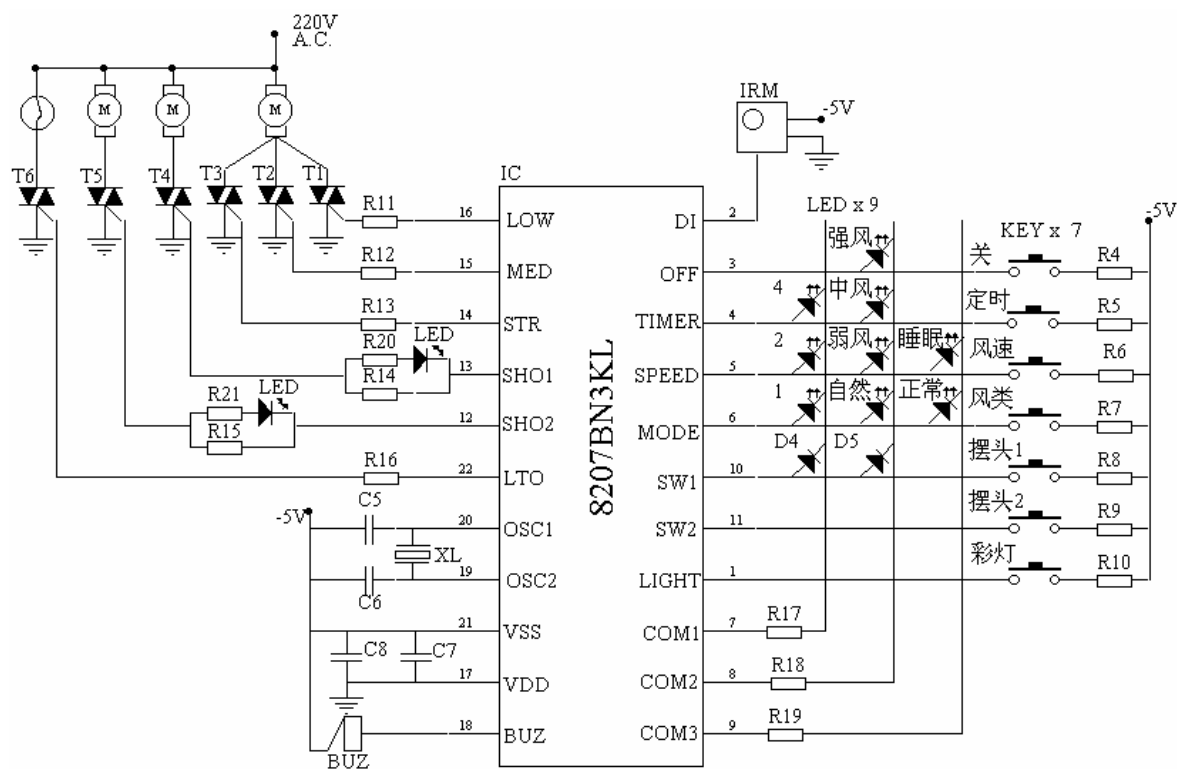 220V
A.C.
M M M
T6 T5 T4 T3 T2 T1
IRM
-5V
IC
8207BN3KL
R11 16 LOW
R12 15 MED
R13 14 STR
R20 LED
R14 13 SHO1
R21 LED
R15 12 SHO2
R16 22 LTO
-5V C5 20 OSC1
XL
C6 19 OSC2
21 VSS
C8 C7
17 VDD
18 BUZ
BUZ
DI 2
LED x 9
KEY x 7
-5V
强风 关 R4
OFF 3
4 中风 定时 R5
TIMER 4
2 弱风 睡眠 风速 R6
SPEED 5
1 自然 正常 风类 R7
MODE 6
D4 D5 摆头1 R8
SW1 10
摆头2 R9
SW2 11
彩灯 R10
LIGHT 1
COM1 7 R17
COM2 8 R18
COM3 9 R19